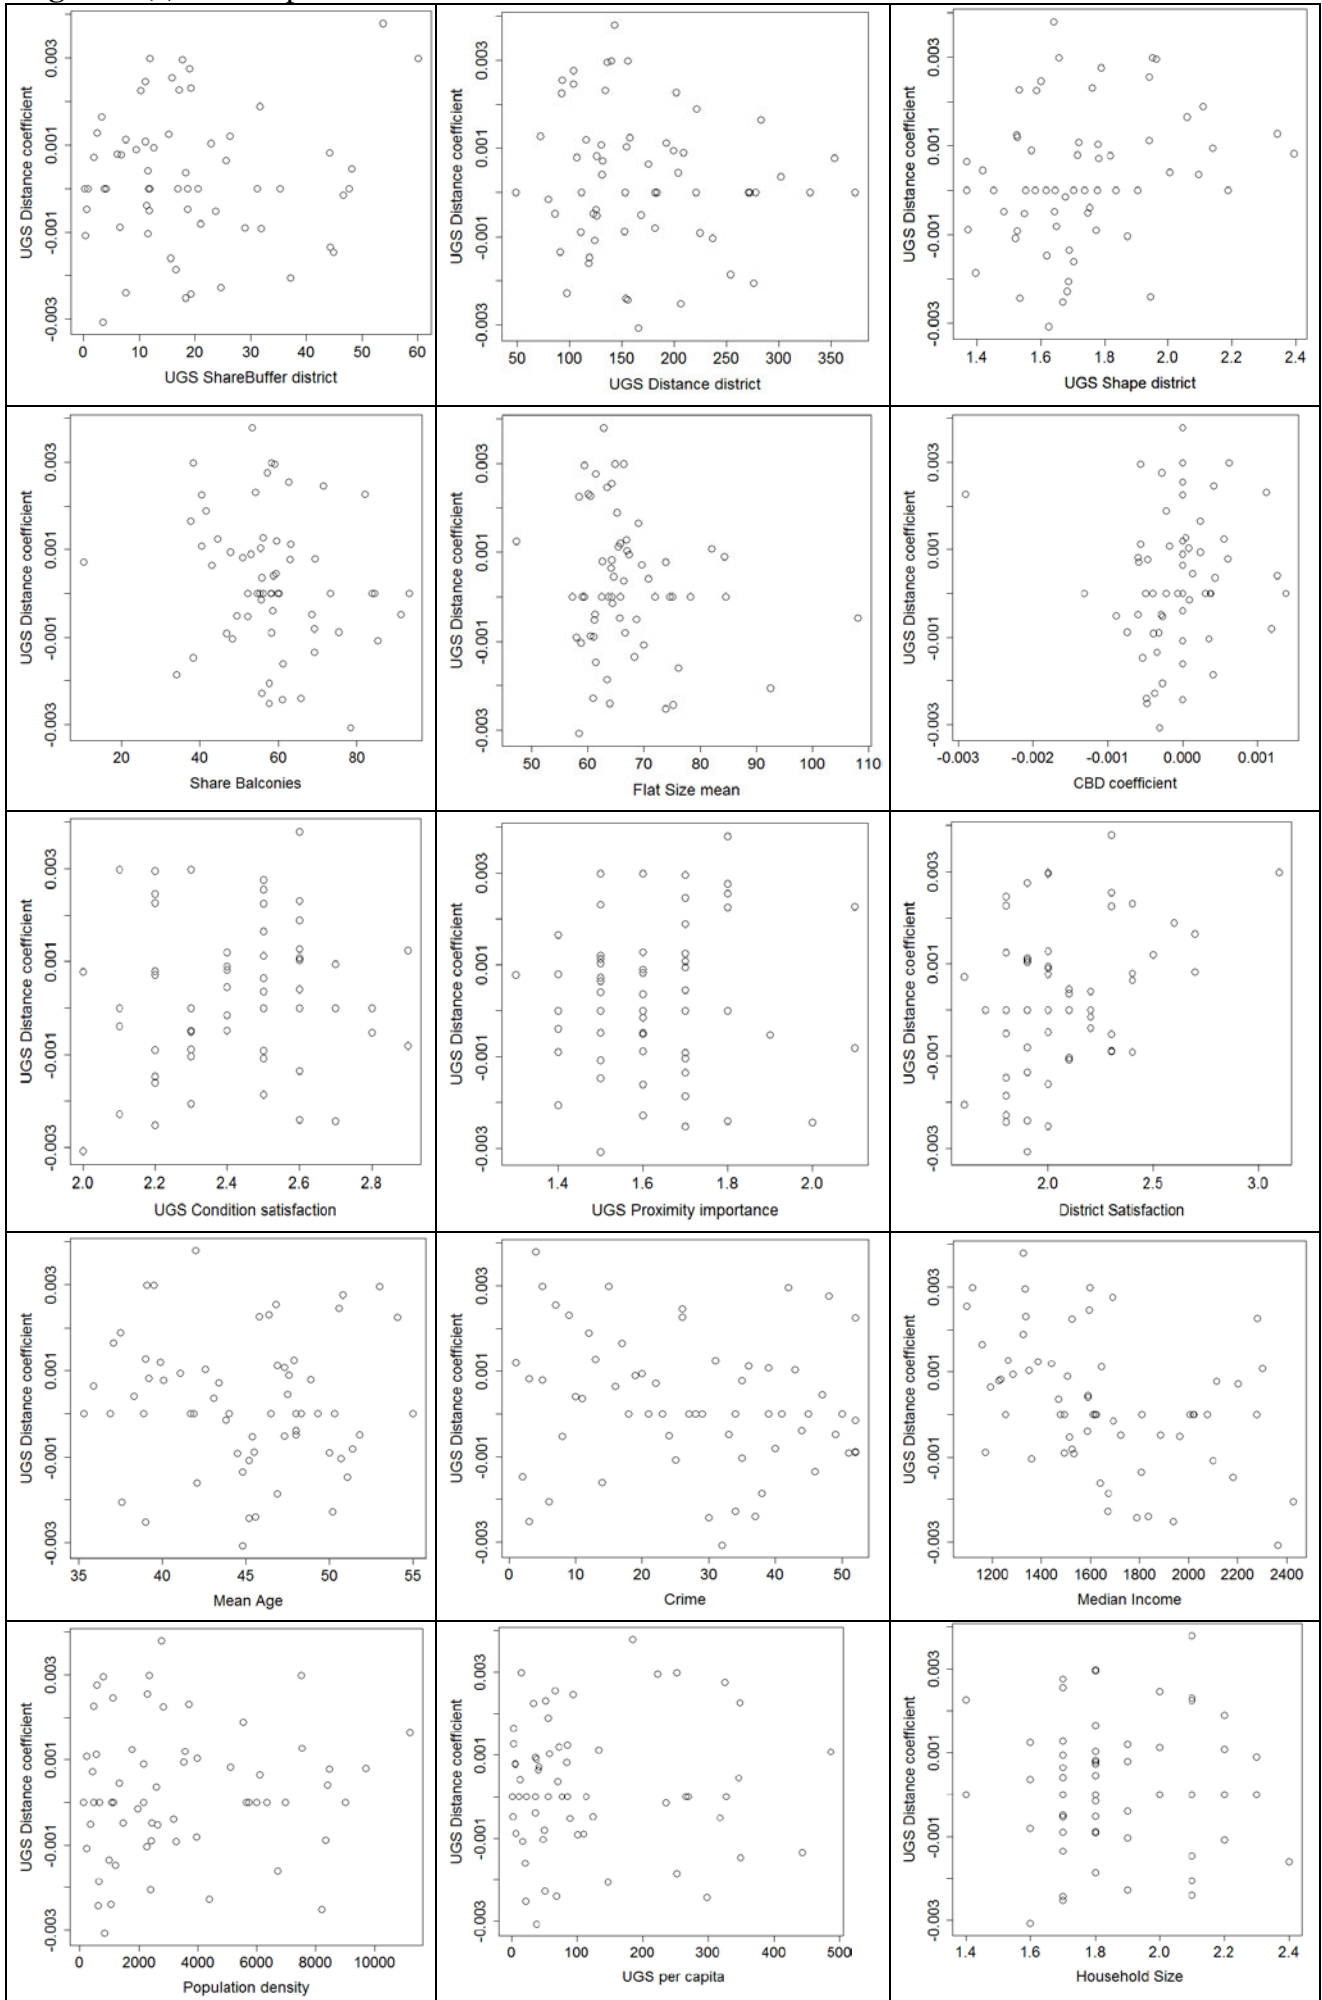 UGS Distance coefficient
-0.003 -0.001 0.001 0.003
0 10 20 30 40 50 60
UGS ShareBuffer district
UGS Distance coefficient
-0.003 -0.001 0.001 0.003
50 100 150 200 250 300 350
UGS Distance district
UGS Distance coefficient
-0.003 -0.001 0.001 0.003
1.4 1.6 1.8 2.0 2.2 2.4
UGS Shape district
UGS Distance coefficient
-0.003 -0.001 0.001 0.003
20 40 60 80
Share Balconies
UGS Distance coefficient
-0.003 -0.001 0.001 0.003
50 60 70 80 90 100 110
Flat Size mean
UGS Distance coefficient
-0.003 -0.001 0.001 0.003
-0.003 -0.002 -0.001 0.000 0.001
CBD coefficient
UGS Distance coefficient
-0.003 -0.001 0.001 0.003
2.0 2.2 2.4 2.6 2.8
UGS Condition satisfaction
UGS Distance coefficient
-0.003 -0.001 0.001 0.003
1.4 1.6 1.8 2.0
UGS Proximity importance
UGS Distance coefficient
-0.003 -0.001 0.001 0.003
2.0 2.5 3.0
District Satisfaction
UGS Distance coefficient
-0.003 -0.001 0.001 0.003
35 40 45 50 55
Mean Age
UGS Distance coefficient
-0.003 -0.001 0.001 0.003
0 10 20 30 40 50
Crime
UGS Distance coefficient
-0.003 -0.001 0.001 0.003
1200 1400 1600 1800 2000 2200 2400
Median Income
UGS Distance coefficient
-0.003 -0.001 0.001 0.003
0 2000 4000 6000 8000 10000
Population density
UGS Distance coefficient
-0.003 -0.001 0.001 0.003
0 100 200 300 400 500
UGS per capita
UGS Distance coefficient
-0.003 -0.001 0.001 0.003
1.4 1.6 1.8 2.0 2.2 2.4
Household Size